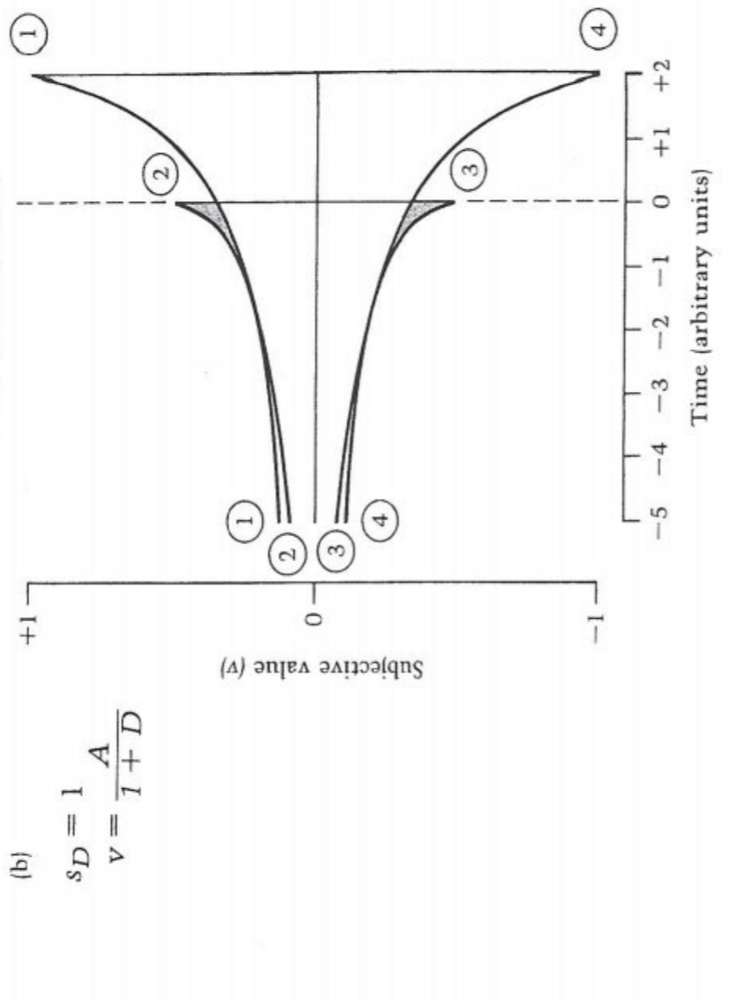 (b)
s_D = 1
v = A / 1 + D
Subjective value (v)
+1
0
−1
1
2
3
4
1
2
3
4
−5 −4 −3 −2 −1 0 +1 +2
Time (arbitrary units)